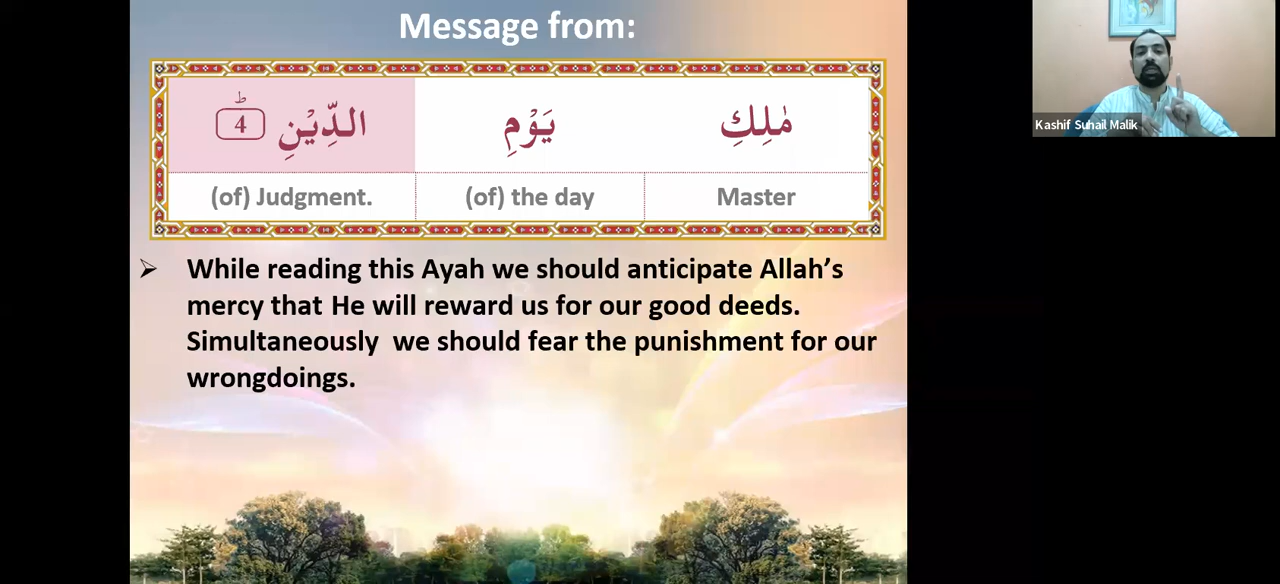 Message from:
مٰلِكِ يَوْمِ الدِّيْنِ ؕ 4
(of) Judgment. (of) the day Master
➢ While reading this Ayah we should anticipate Allah’s
mercy that He will reward us for our good deeds.
Simultaneously we should fear the punishment for our
wrongdoings.
Kashif Suhail Malik